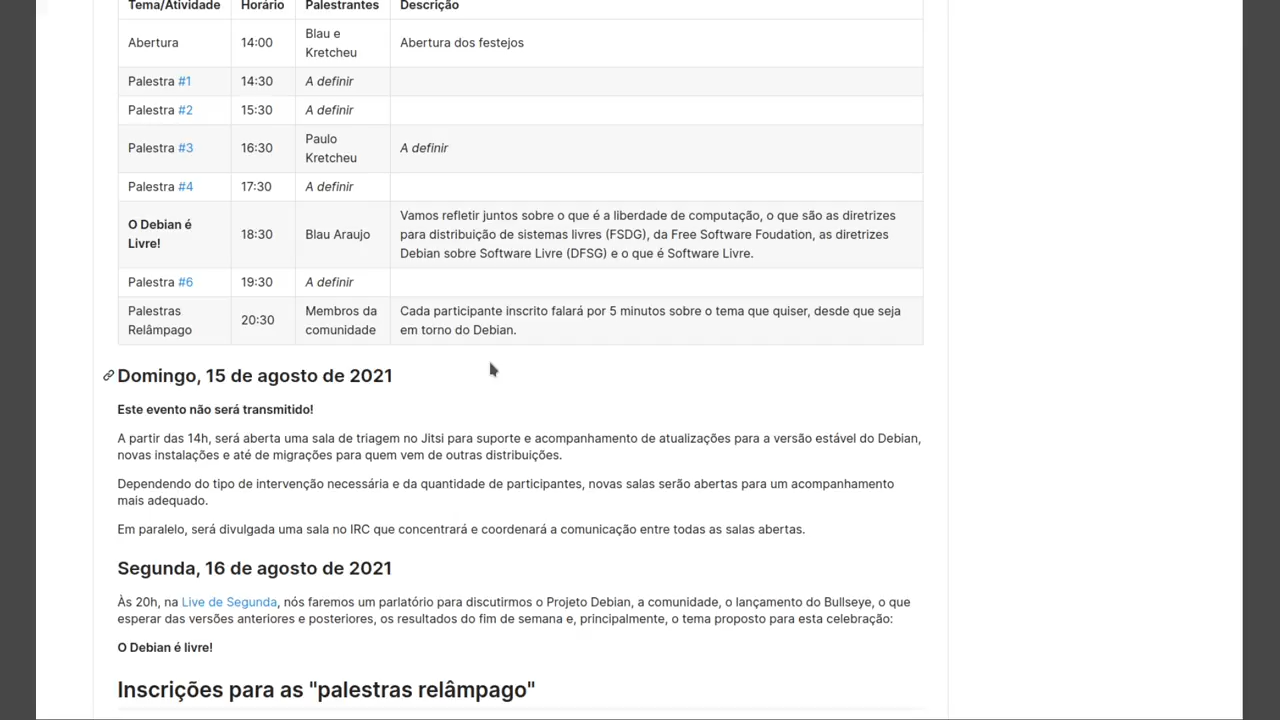 Tema/Atividade Horário Palestrantes Descrição
Abertura 14:00 Blau e Kretcheu Abertura dos festejos
Palestra #1 14:30 A definir
Palestra #2 15:30 A definir
Palestra #3 16:30 Paulo Kretcheu A definir
Palestra #4 17:30 A definir
O Debian é Livre! 18:30 Blau Araujo Vamos refletir juntos sobre o que é a liberdade de computação, o que são as diretrizes
para distribuição de sistemas livres (FSDG), da Free Software Foudation, as diretrizes
Debian sobre Software Livre (DFSG) e o que é Software Livre.
Palestra #6 19:30 A definir
Palestras Relâmpago 20:30 Membros da comunidade Cada participante inscrito falará por 5 minutos sobre o tema que quiser, desde que seja
em torno do Debian.
Domingo, 15 de agosto de 2021
Este evento não será transmitido!
A partir das 14h, será aberta uma sala de triagem no Jitsi para suporte e acompanhamento de atualizações para a versão estável do Debian,
novas instalações e até de migrações para quem vem de outras distribuições.
Dependendo do tipo de intervenção necessária e da quantidade de participantes, novas salas serão abertas para um acompanhamento
mais adequado.
Em paralelo, será divulgada uma sala no IRC que concentrará e coordenará a comunicação entre todas as salas abertas.
Segunda, 16 de agosto de 2021
Às 20h, na Live de Segunda, nós faremos um parlatório para discutirmos o Projeto Debian, a comunidade, o lançamento do Bullseye, o que
esperar das versões anteriores e posteriores, os resultados do fim de semana e, principalmente, o tema proposto para esta celebração:
O Debian é livre!
Inscrições para as "palestras relâmpago"